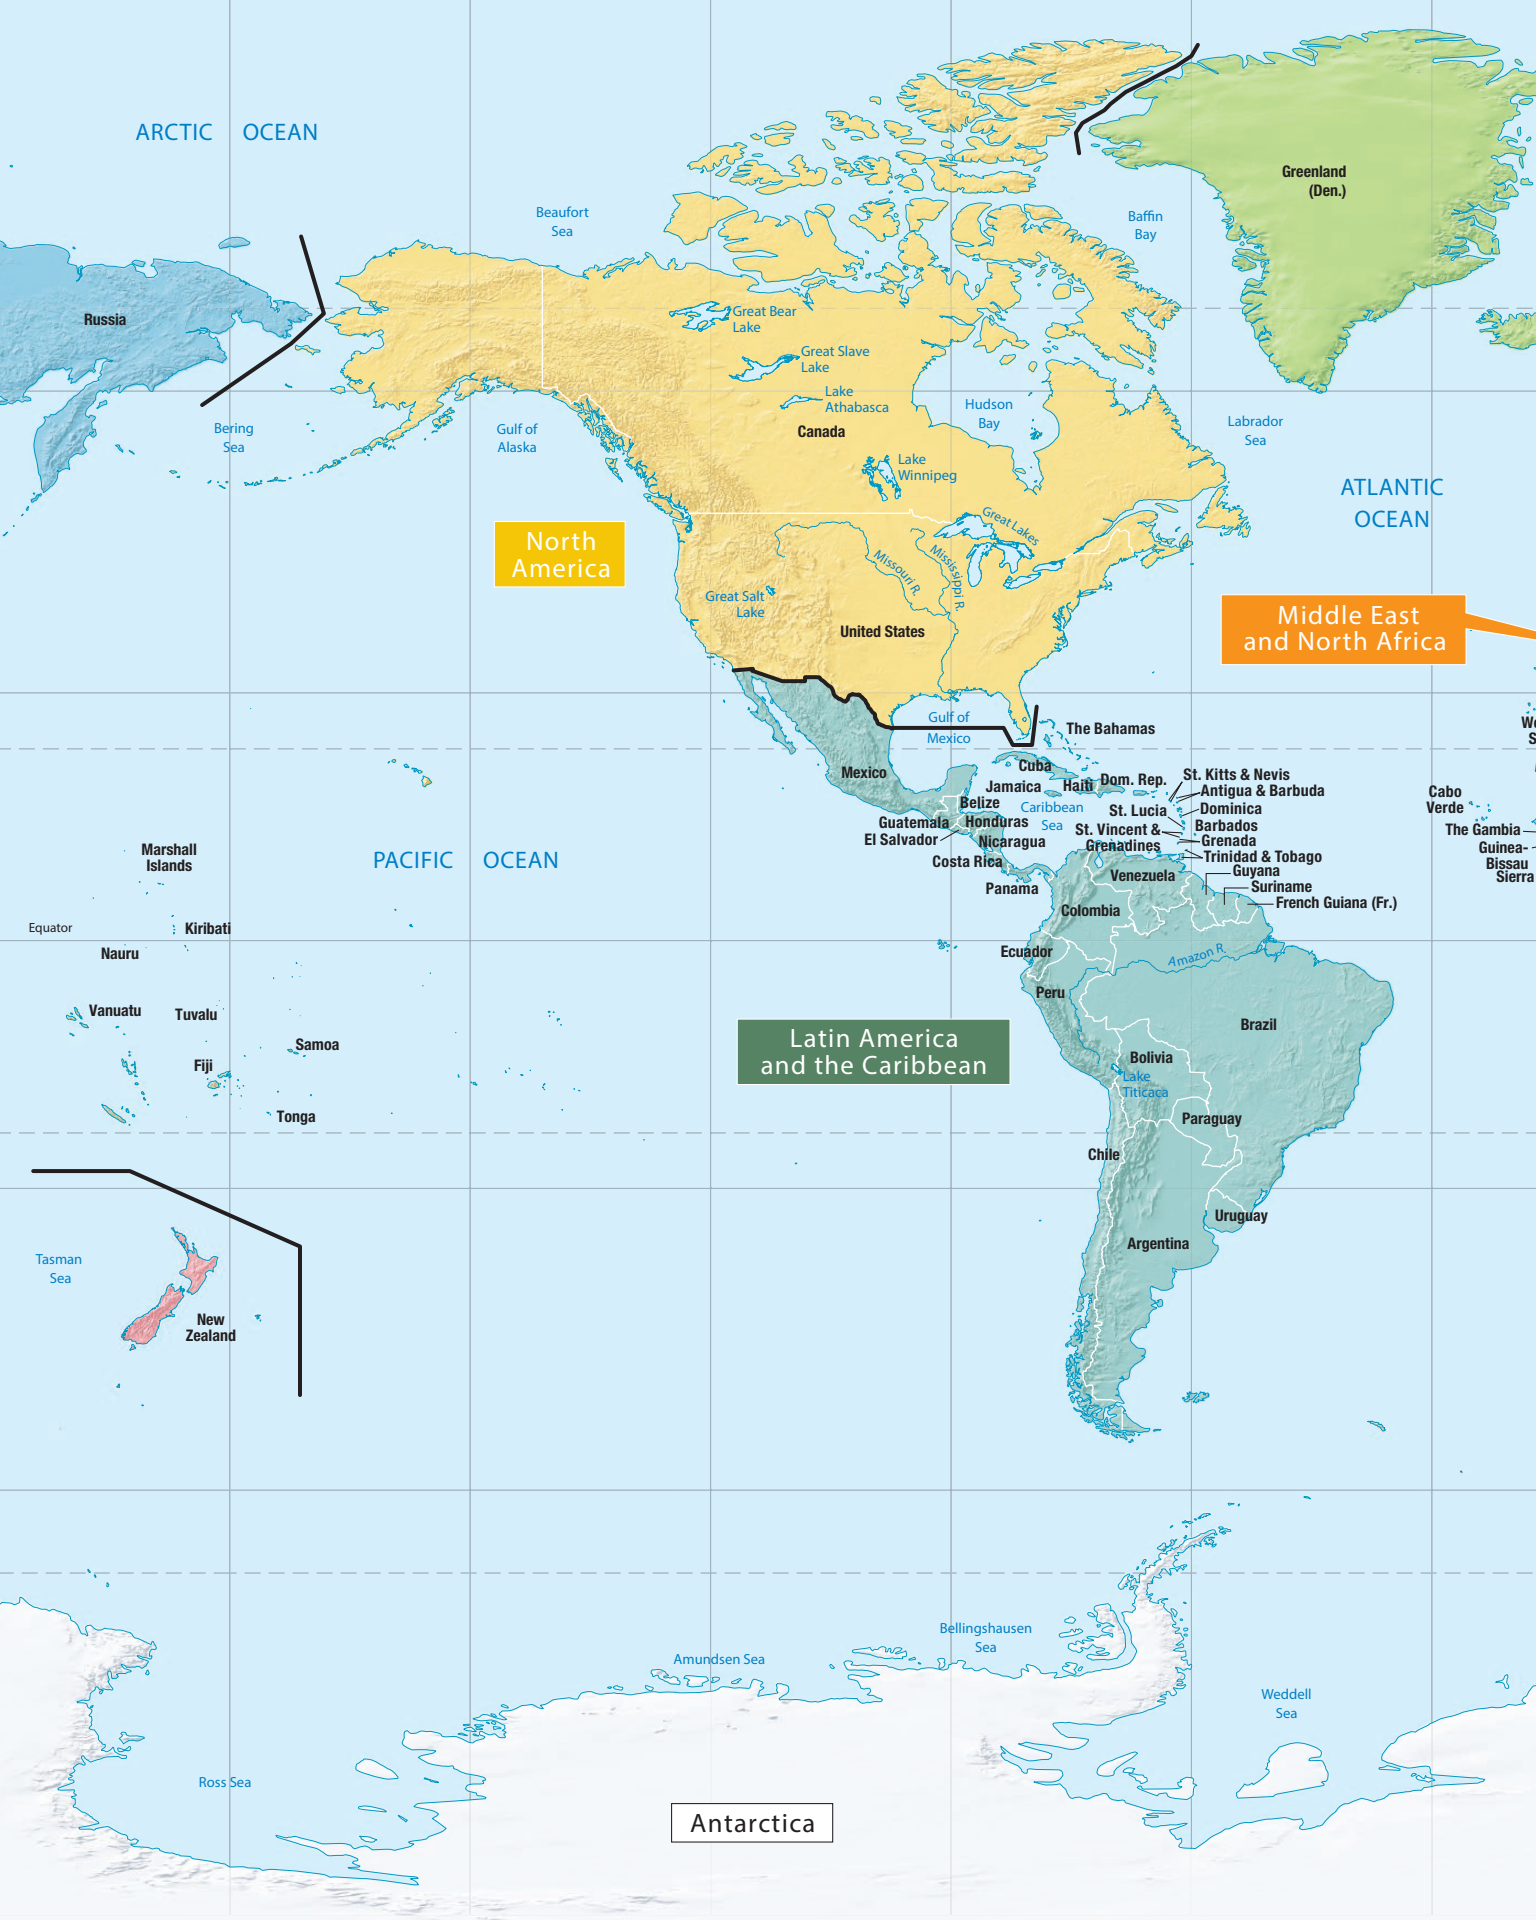 ARCTIC OCEAN
Greenland
(Den.)
Beaufort
Sea
Baffin
Bay
Russia
Great Bear
Lake
Great Slave
Lake
Lake
Athabasca
Hudson
Bay
Canada
Labrador
Sea
Bering
Sea
Gulf of
Alaska
Lake
Winnipeg
ATLANTIC
OCEAN
Great Lakes
North
America
Missouri R.
Mississippi R.
Great Salt
Lake
United States
Middle East
and North Africa
Gulf of
Mexico
The Bahamas
Mexico
Cuba
Jamaica
Haiti
Dom. Rep.
St. Kitts & Nevis
Antigua & Barbuda
Belize
Caribbean
Sea
St. Lucia
Dominica
Guatemala
Honduras
El Salvador
Nicaragua
St. Vincent &
Grenadines
Barbados
Grenada
Costa Rica
Trinidad & Tobago
Panama
Venezuela
Guyana
Suriname
French Guiana (Fr.)
Colombia
Cabo
Verde
The Gambia
Guinea-
Bissau
Sierra
Marshall
Islands
PACIFIC OCEAN
Equator
Kiribati
Nauru
Ecuador
Amazon R.
Peru
Vanuatu
Tuvalu
Brazil
Samoa
Fiji
Latin America
and the Caribbean
Bolivia
Lake
Titicaca
Tonga
Paraguay
Chile
Uruguay
Argentina
Tasman
Sea
New
Zealand
Bellingshausen
Sea
Amundsen Sea
Weddell
Sea
Ross Sea
Antarctica